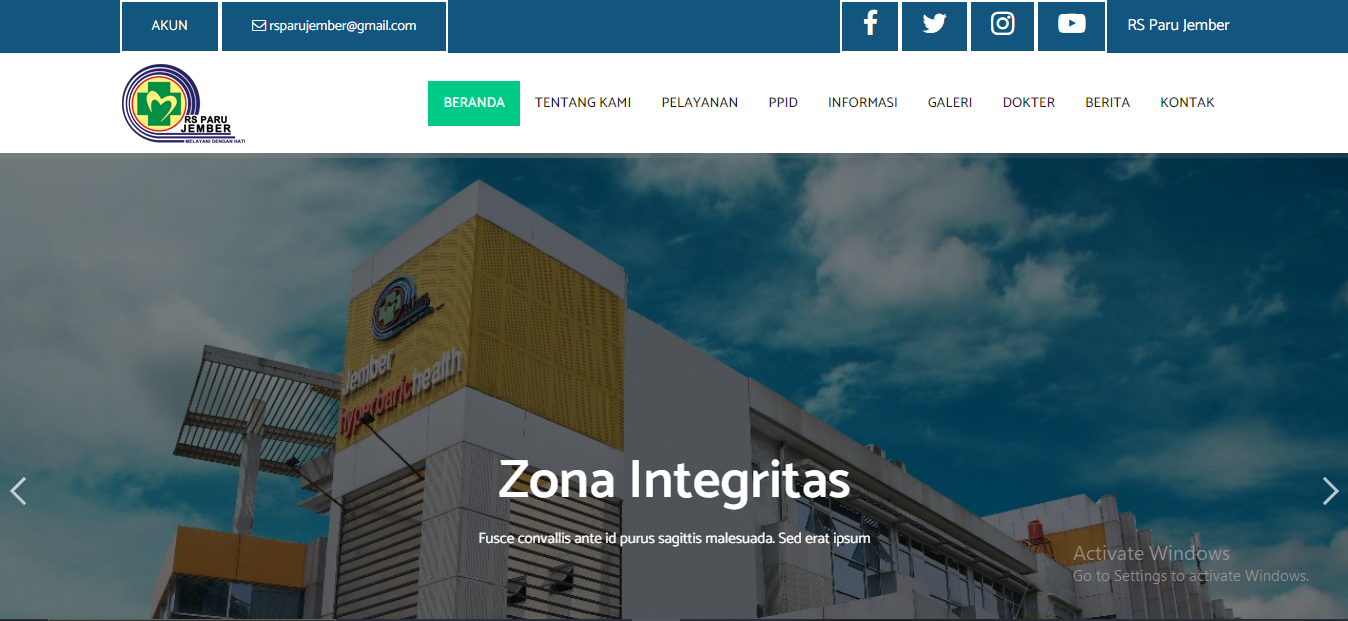 AKUN
rsparujember@gmail.com
RS Paru Jember
RS PARU
JEMBER
MELAYANI DENGAN HATI
BERANDA
TENTANG KAMI
PELAYANAN
PPID
INFORMASI
GALERI
DOKTER
BERITA
KONTAK
Jember
hyperbaric health
Zona Integritas
Fusce convallis ante id purus sagittis malesuada. Sed erat ipsum
Activate Windows
Go to Settings to activate Windows.